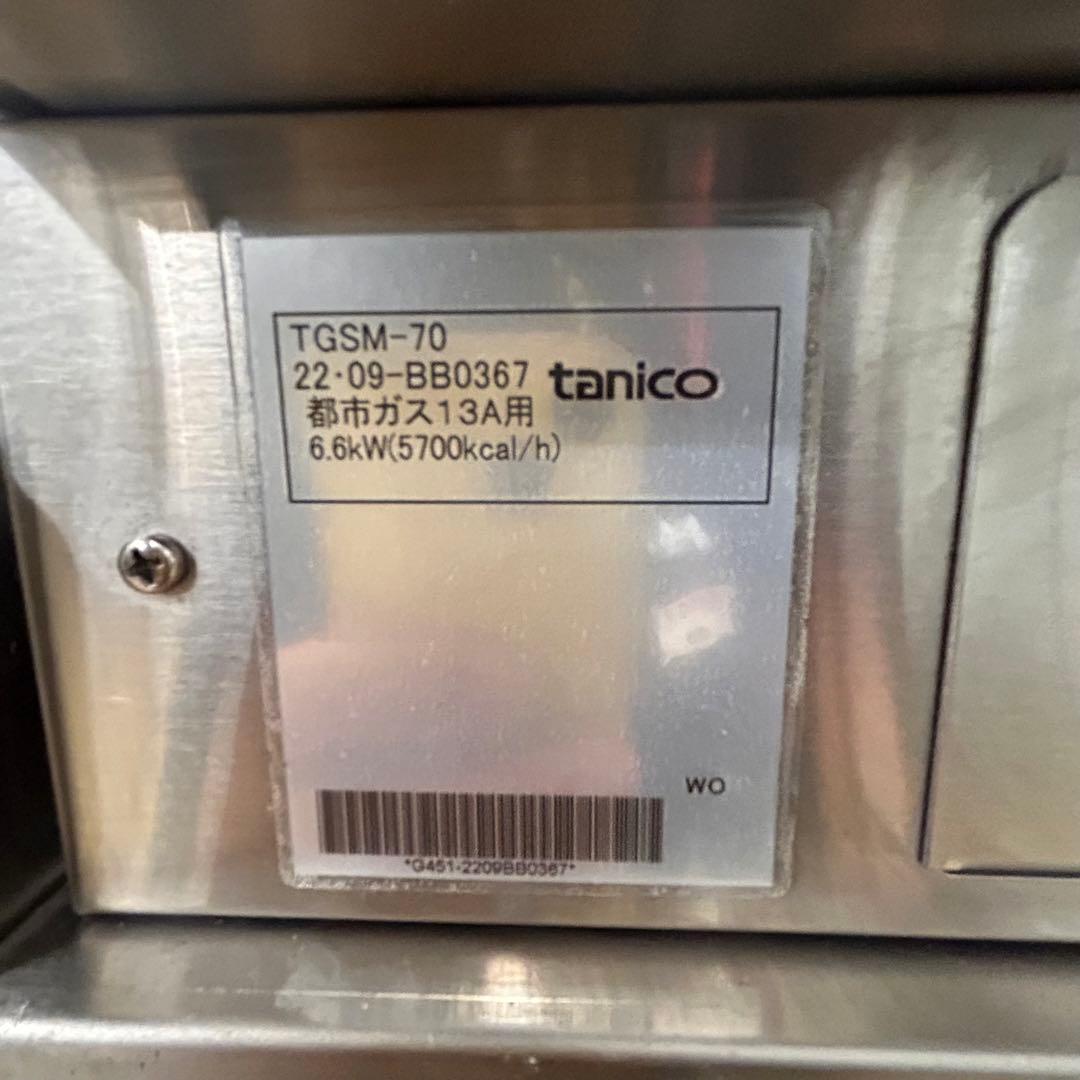 TGSM-70
22・09-BB0367
tanico
都市ガス13A用
6.6kW(5700kcal/h)
WO
*G451-2209BB0367*